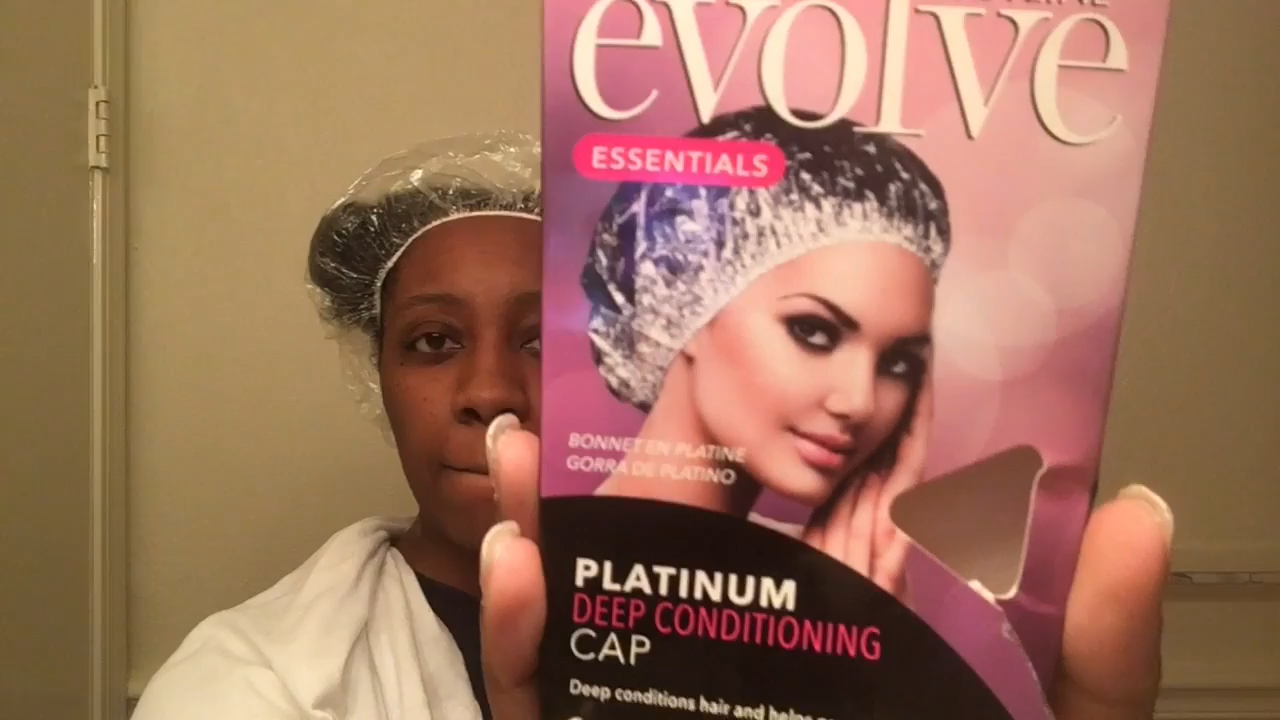 evolve
ESSENTIALS
BONNET EN PLATINE
GORRA DE PLATINO
PLATINUM
DEEP CONDITIONING
CAP
Deep conditions hair and helps